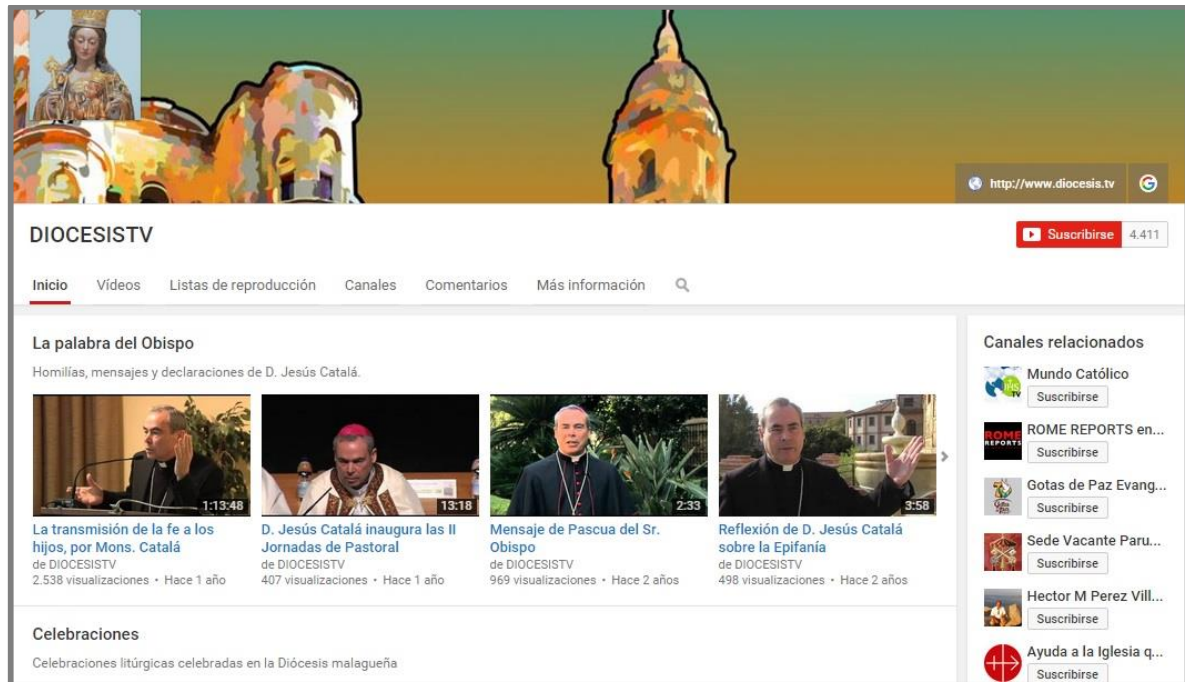 http://www.diocesis.tv
DIOCESISTV
Suscribirse 4.411
Inicio Vídeos Listas de reproducción Canales Comentarios Más información
La palabra del Obispo
Homilías, mensajes y declaraciones de D. Jesús Catalá.
1:13:48
La transmisión de la fe a los
hijos, por Mons. Catalá
de DIOCESISTV
2.538 visualizaciones • Hace 1 año
13:18
D. Jesús Catalá inaugura las II
Jornadas de Pastoral
de DIOCESISTV
407 visualizaciones • Hace 1 año
2:33
Mensaje de Pascua del Sr.
Obispo
de DIOCESISTV
969 visualizaciones • Hace 2 años
3:58
Reflexión de D. Jesús Catalá
sobre la Epifanía
de DIOCESISTV
498 visualizaciones • Hace 2 años
Celebraciones
Celebraciones litúrgicas celebradas en la Diócesis malagueña
Canales relacionados
Mundo Católico
Suscribirse
ROME REPORTS en...
ROME
REPORTS
Suscribirse
Gotas de Paz Evang...
Suscribirse
Sede Vacante Paru...
Suscribirse
Hector M Perez Vill...
Suscribirse
Ayuda a la Iglesia q...
Suscribirse